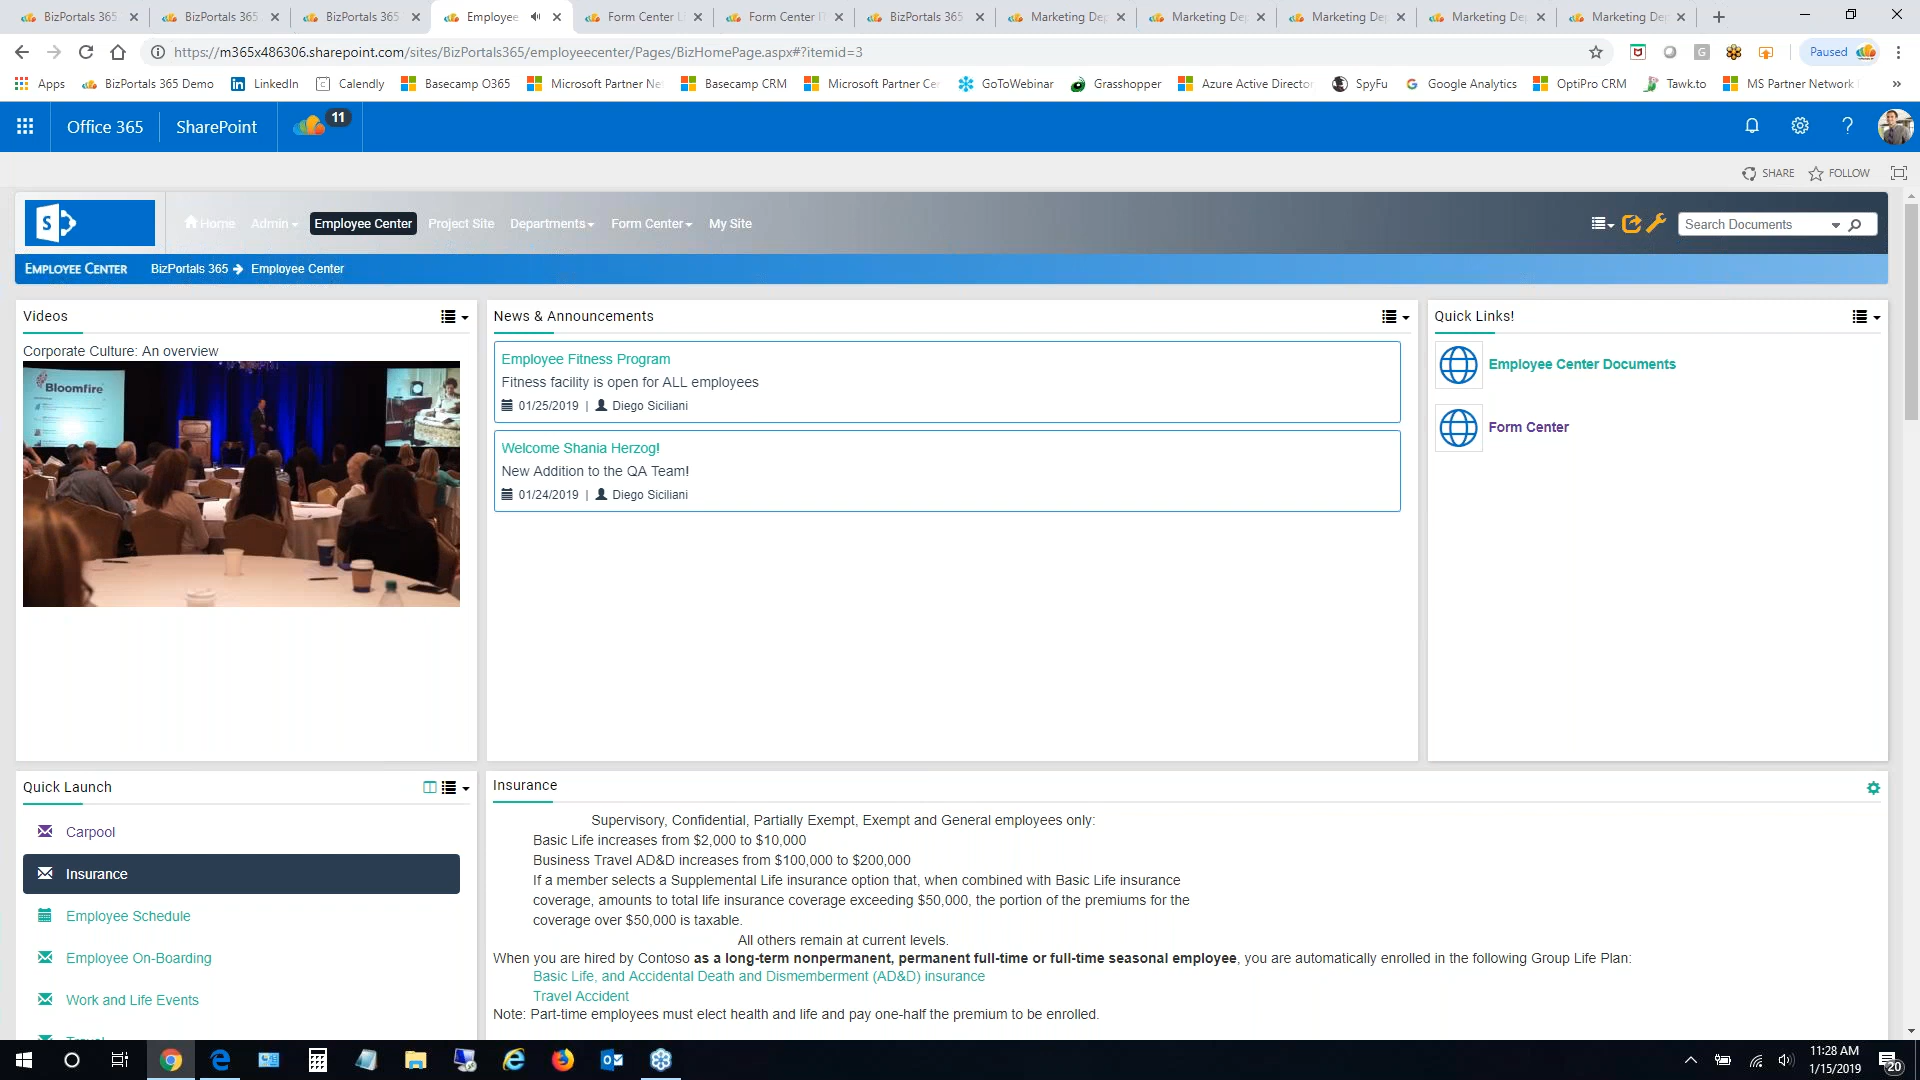 BizPortals 365
BizPortals 365
BizPortals 365
Employee
Form Center
Form Center
BizPortals 365
Marketing De
Marketing De
Marketing De
Marketing De
Marketing De
https://m365x486306.sharepoint.com/sites/BizPortals365/employeecenter/Pages/BizHomePage.aspx#?itemid=3
Paused
Apps
BizPortals 365 Demo
LinkedIn
Calendly
Basecamp O365
Microsoft Partner Ne
Basecamp CRM
Microsoft Partner Ce
GoToWebinar
Grasshopper
Azure Active Director
SpyFu
Google Analytics
OptiPro CRM
Tawk.to
MS Partner Network
Office 365
SharePoint
11
SHARE
FOLLOW
S
Home
Admin
Employee Center
Project Site
Departments
Form Center
My Site
Search Documents
EMPLOYEE CENTER
BizPortals 365
Employee Center
Videos
Corporate Culture: An overview
Bloomfire
News & Announcements
Employee Fitness Program
Fitness facility is open for ALL employees
01/25/2019 | Diego Siciliani
Welcome Shania Herzog!
New Addition to the QA Team!
01/24/2019 | Diego Siciliani
Quick Links!
Employee Center Documents
Form Center
Quick Launch
Carpool
Insurance
Employee Schedule
Employee On-Boarding
Work and Life Events
Travel
Insurance
Supervisory, Confidential, Partially Exempt, Exempt and General employees only:
Basic Life increases from $2,000 to $10,000
Business Travel AD&D increases from $100,000 to $200,000
If a member selects a Supplemental Life insurance option that, when combined with Basic Life insurance
coverage, amounts to total life insurance coverage exceeding $50,000, the portion of the premiums for the
coverage over $50,000 is taxable.
All others remain at current levels.
When you are hired by Contoso as a long-term nonpermanent, permanent full-time or full-time seasonal employee, you are automatically enrolled in the following Group Life Plan:
Basic Life, and Accidental Death and Dismemberment (AD&D) insurance
Travel Accident
Note: Part-time employees must elect health and life and pay one-half the premium to be enrolled.
11:28 AM
1/15/2019
20